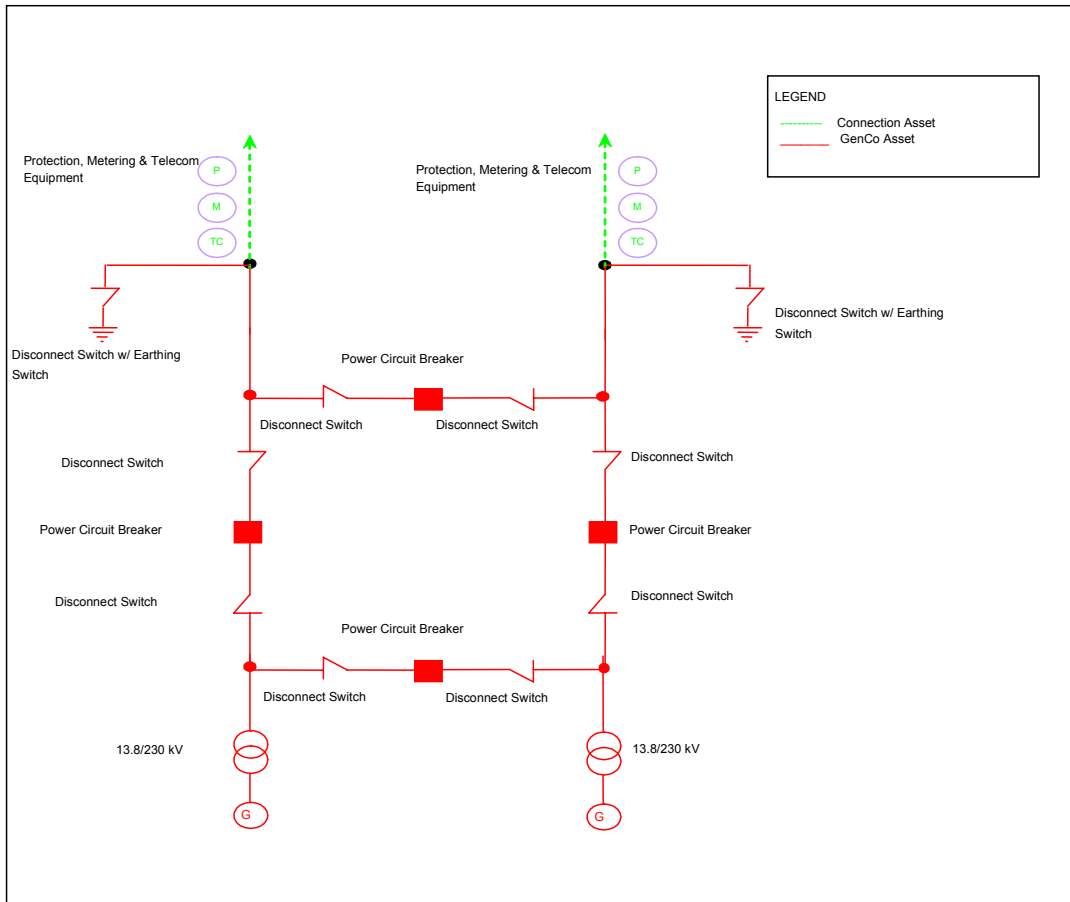 LEGEND
Connection Asset
GenCo Asset
Protection, Metering & Telecom
Equipment
P
M
TC
Protection, Metering & Telecom
Equipment
P
M
TC
Disconnect Switch w/ Earthing
Switch
Disconnect Switch w/ Earthing
Switch
Power Circuit Breaker
Disconnect Switch
Disconnect Switch
Disconnect Switch
Disconnect Switch
Power Circuit Breaker
Power Circuit Breaker
Disconnect Switch
Disconnect Switch
Power Circuit Breaker
Disconnect Switch
Disconnect Switch
13.8/230 kV
13.8/230 kV
G
G